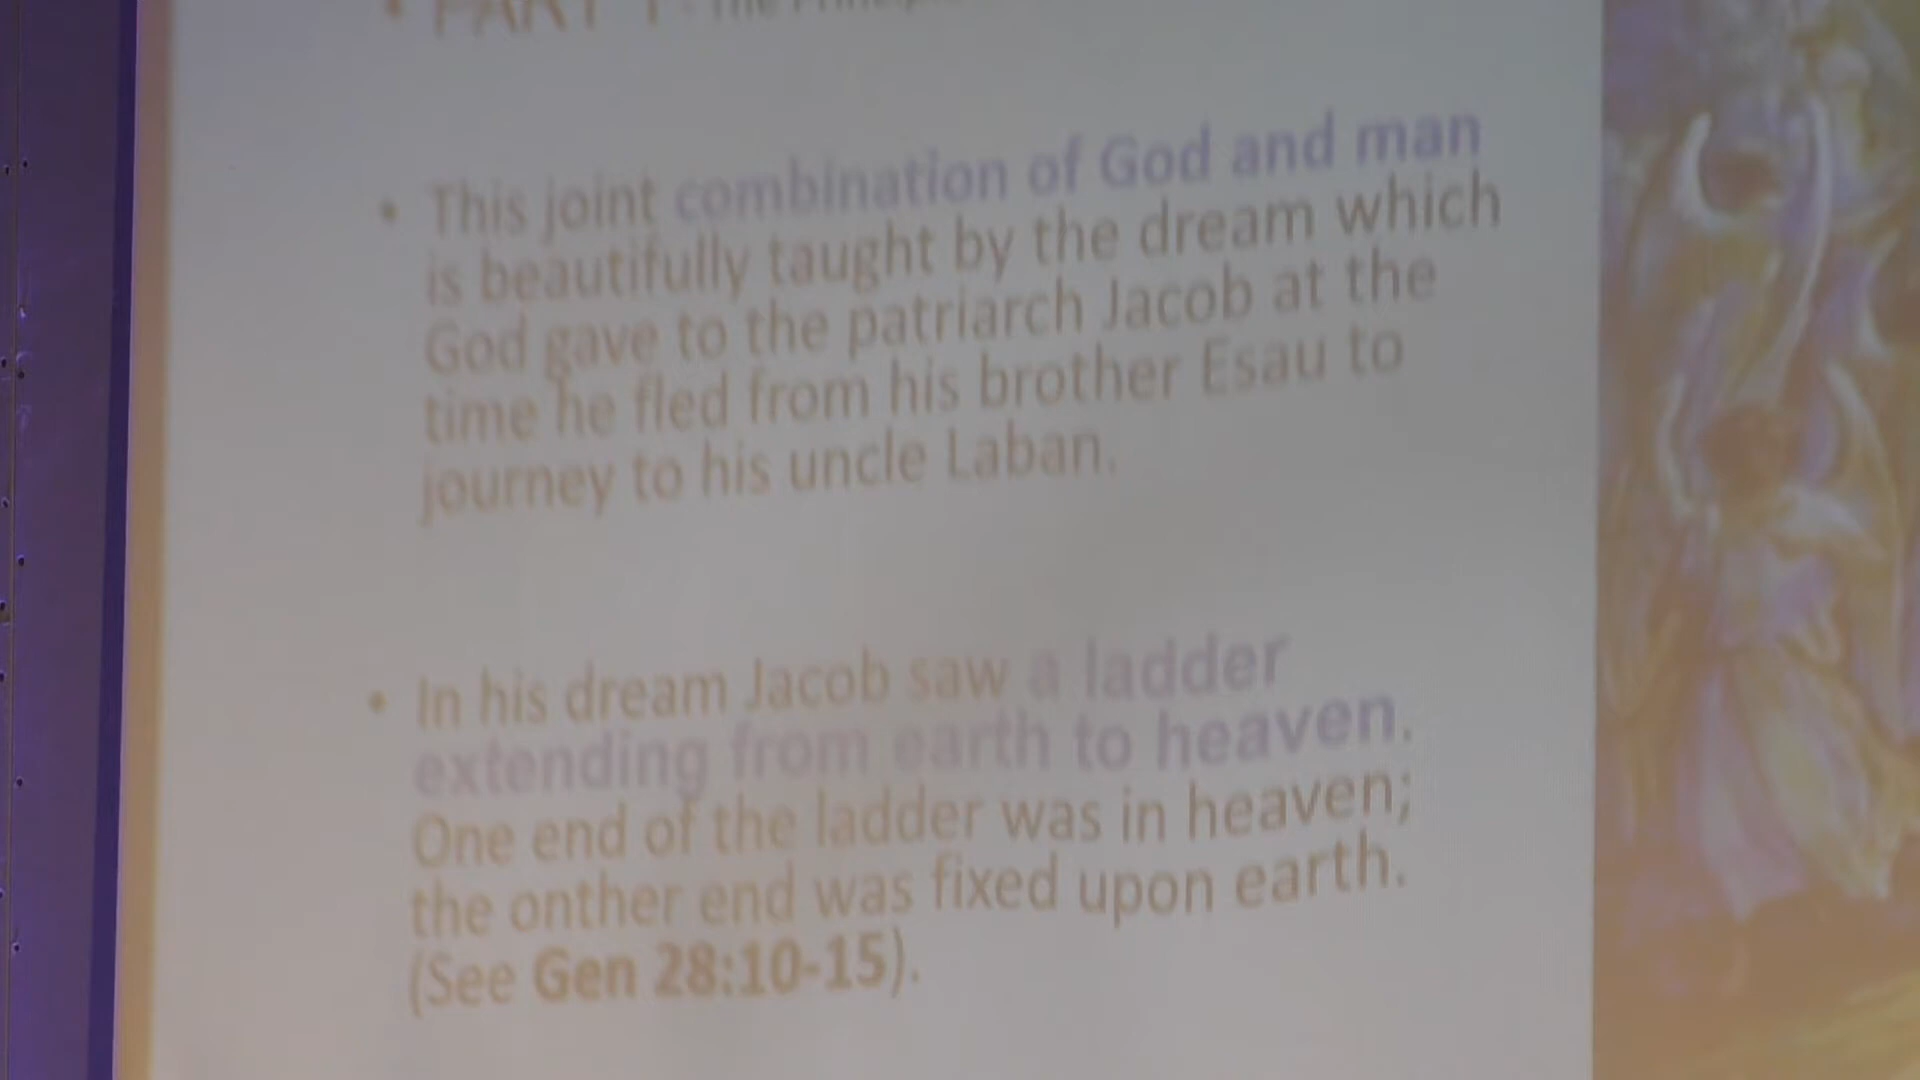 • PART 1 - The
• This joint combination of God and man
is beautifully taught by the dream which
God gave to the patriarch Jacob at the
time he fled from his brother Esau to
journey to his uncle Laban.
• In his dream Jacob saw a ladder
extending from earth to heaven.
One end of the ladder was in heaven;
the onther end was fixed upon earth.
(See Gen 28:10-15).